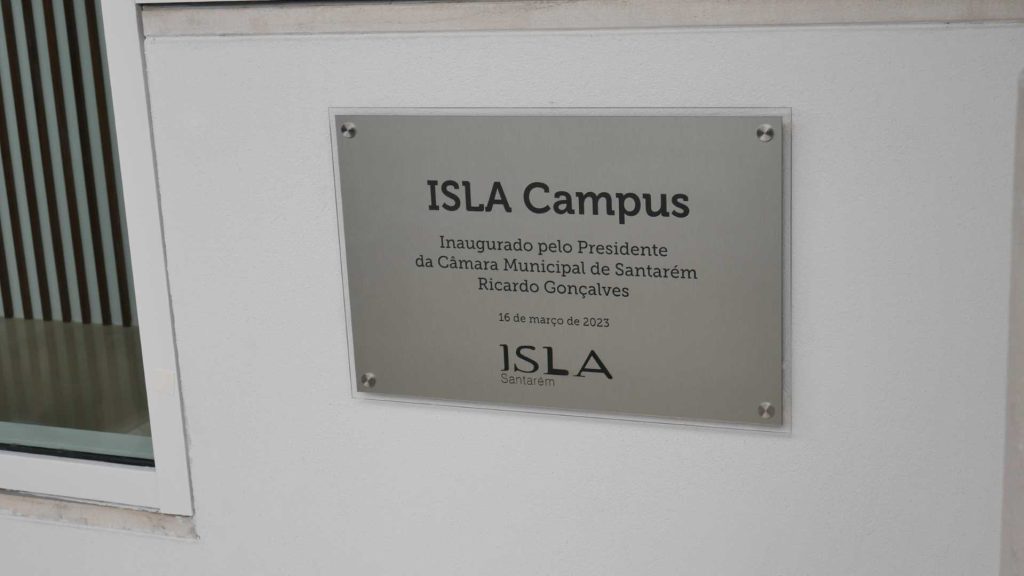 ISLA Campus
Inaugurado pelo Presidente
da Câmara Municipal de Santarém
Ricardo Gonçalves
16 de março de 2023
ISLA
Santarém